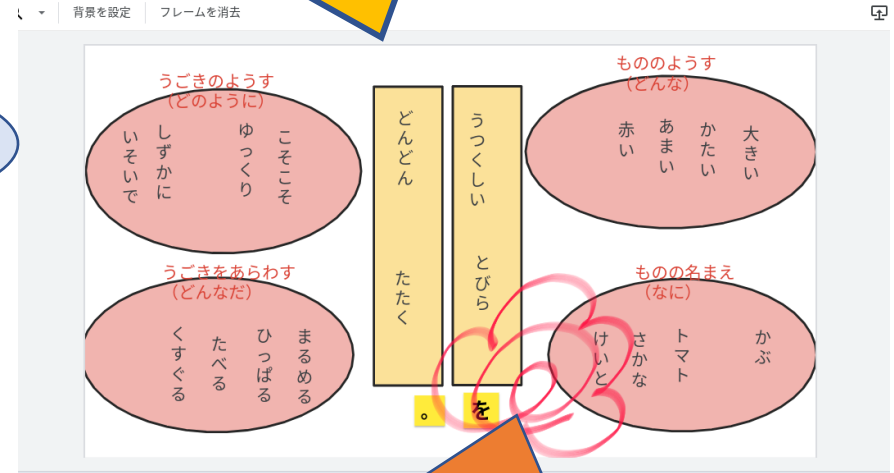 背景を設定
フレームを消去
もののようす
（どんな）
大きい
かたい
あまい
赤い
ものの名まえ
（なに）
かぶ
トマト
さかな
けいと
うつくしい とびら
を
どんどん たたく
。
うごきのようす
（どのように）
こそこそ
ゆっくり
しずかに
いそいで
うごきをあらわす
（どんなだ）
まるめる
ひっぱる
たべる
くすぐる